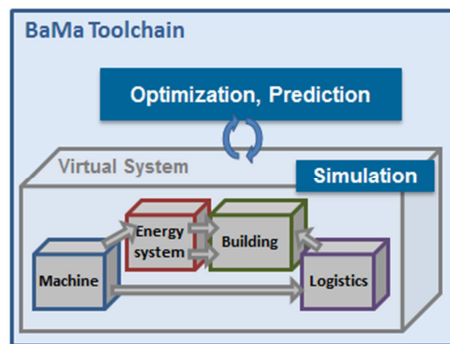 BaMa Toolchain
Optimization, Prediction
Virtual System
Simulation
Energy
system
Building
Machine
Logistics